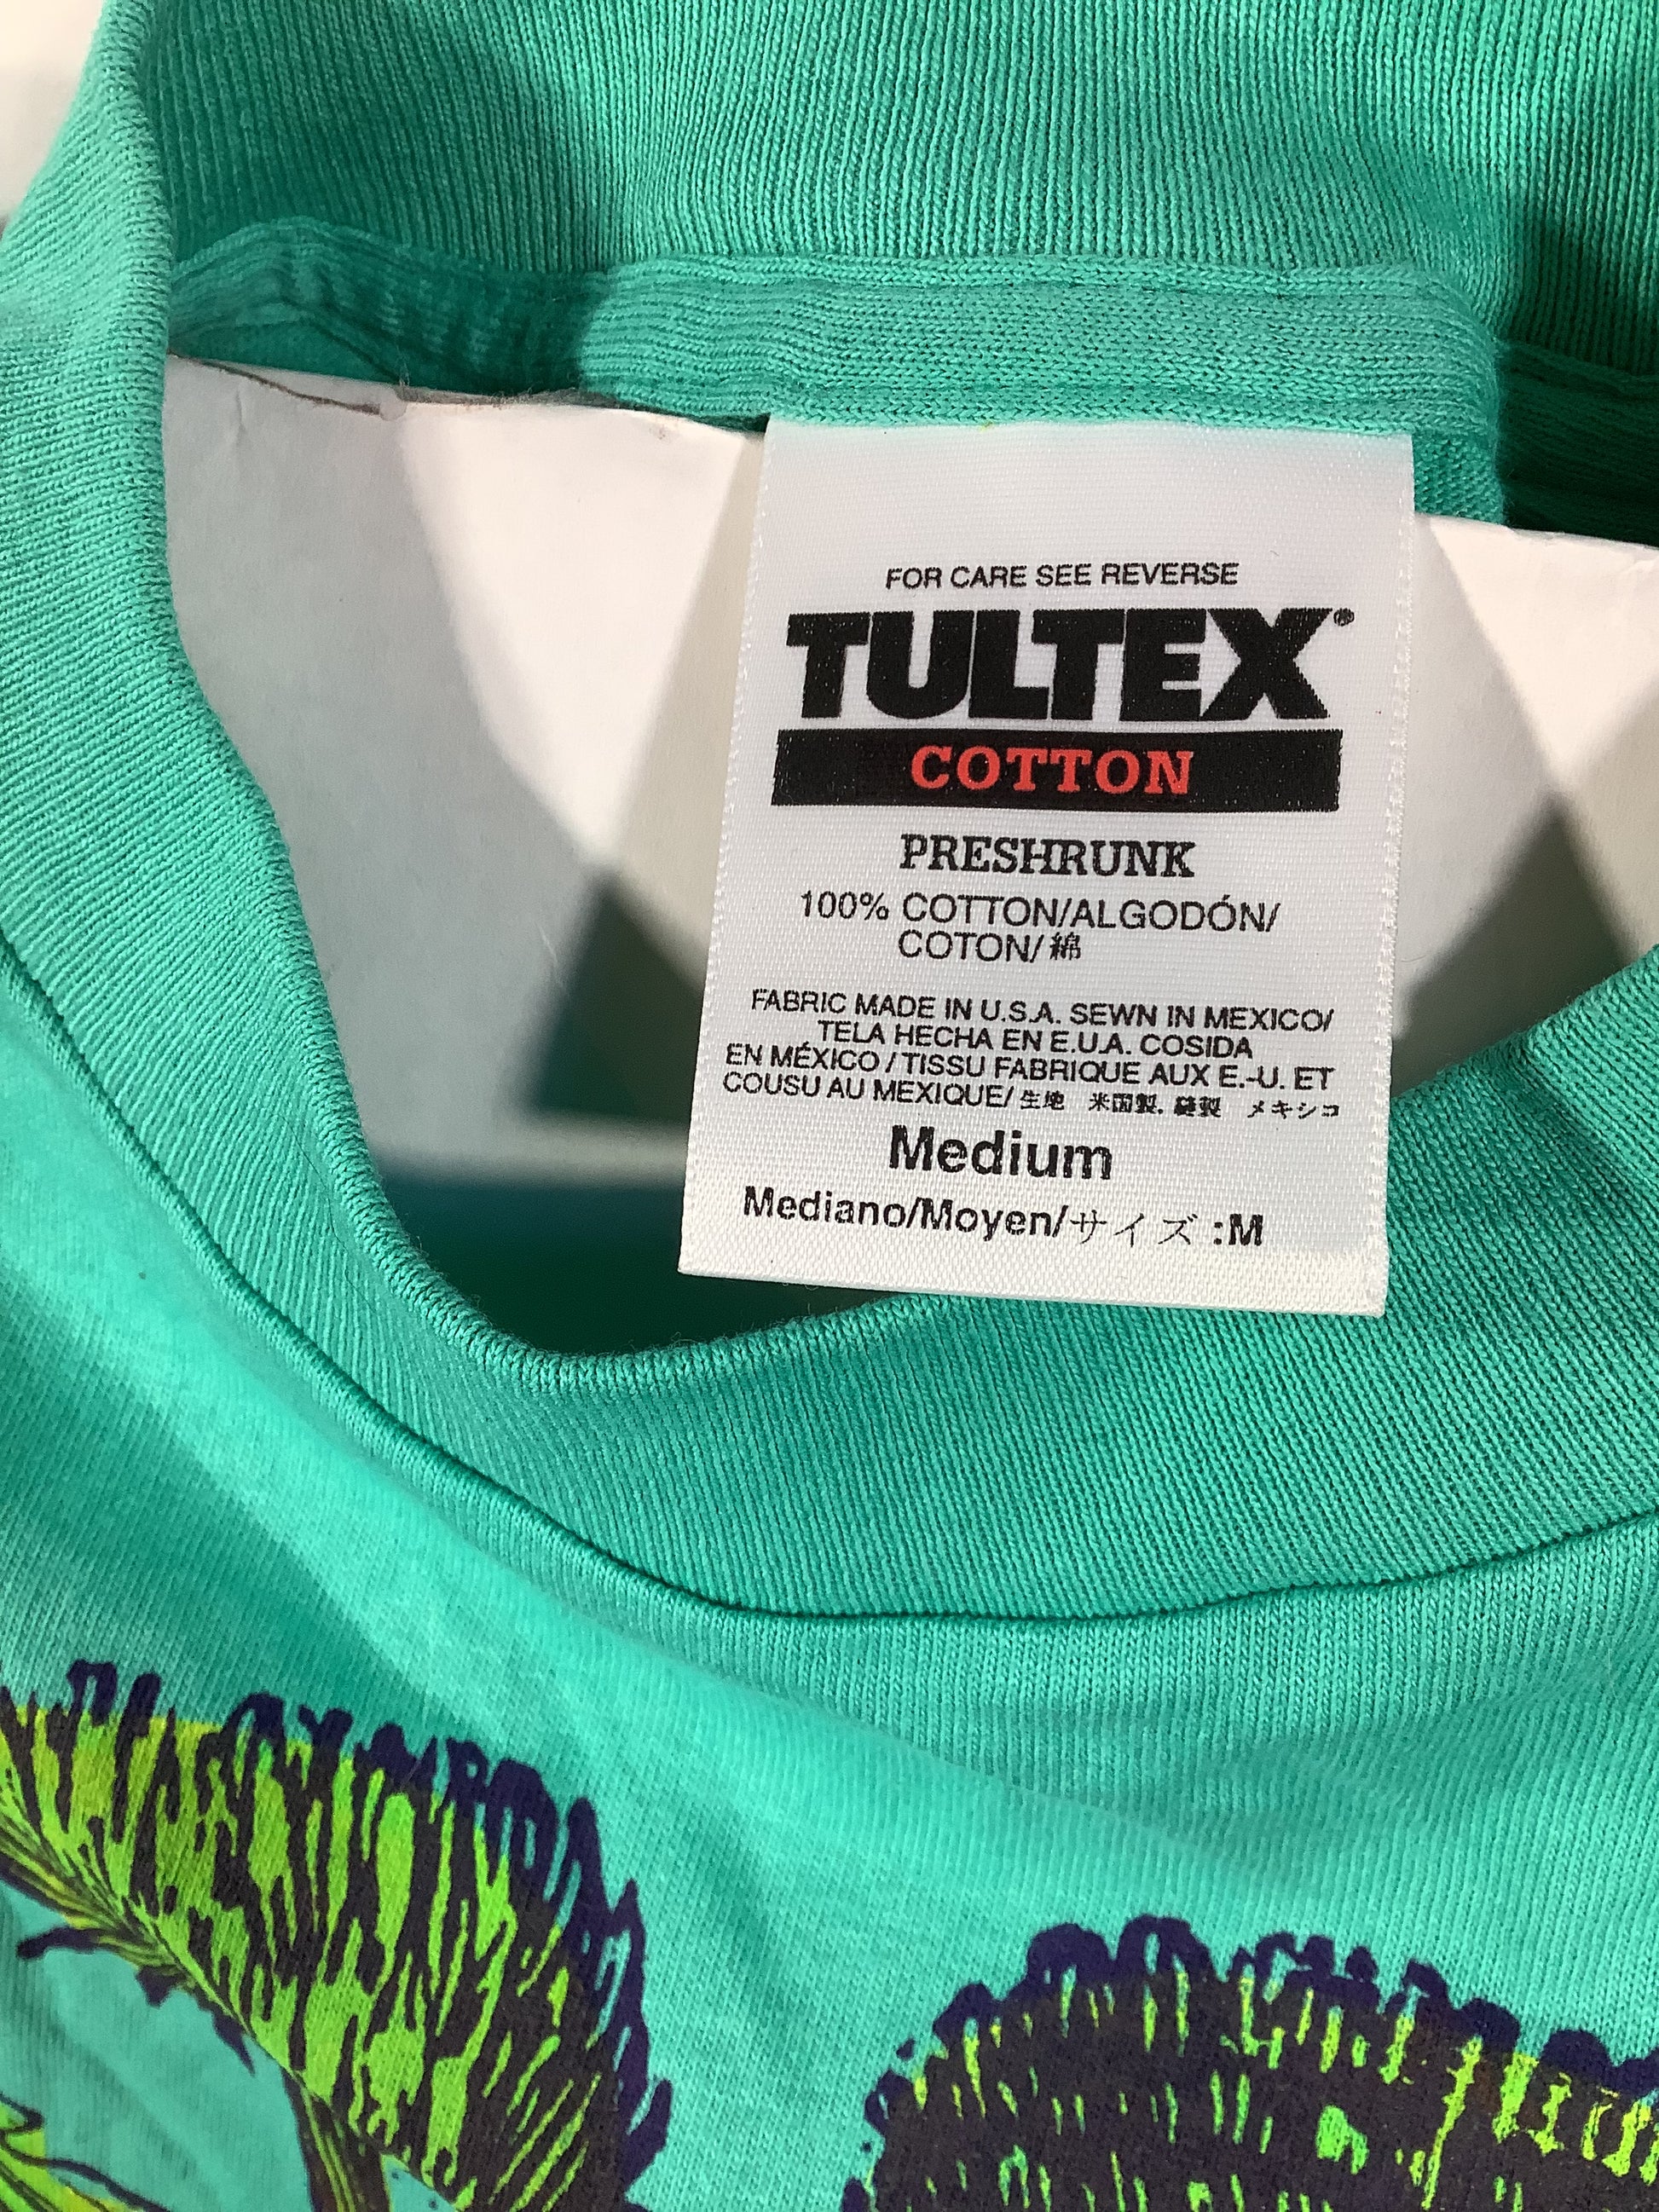 FOR CARE SEE REVERSE
TULTEX®
COTTON
PRESHRUNK
100% COTTON/ALGODÓN/
COTON/綿
FABRIC MADE IN U.S.A. SEWN IN MEXICO/
TELA HECHA EN E.U.A. COSIDA
EN MÉXICO / TISSU FABRIQUE AUX E.-U. ET
COUSU AU MEXIQUE/ 生地 米国製. 縫製 メキシコ
Medium
Mediano/Moyen/サイズ :M